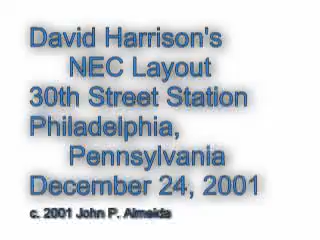 David Harrison's
NEC Layout
30th Street Station
Philadelphia,
Pennsylvania
December 24, 2001
c. 2001 John P. Almeida